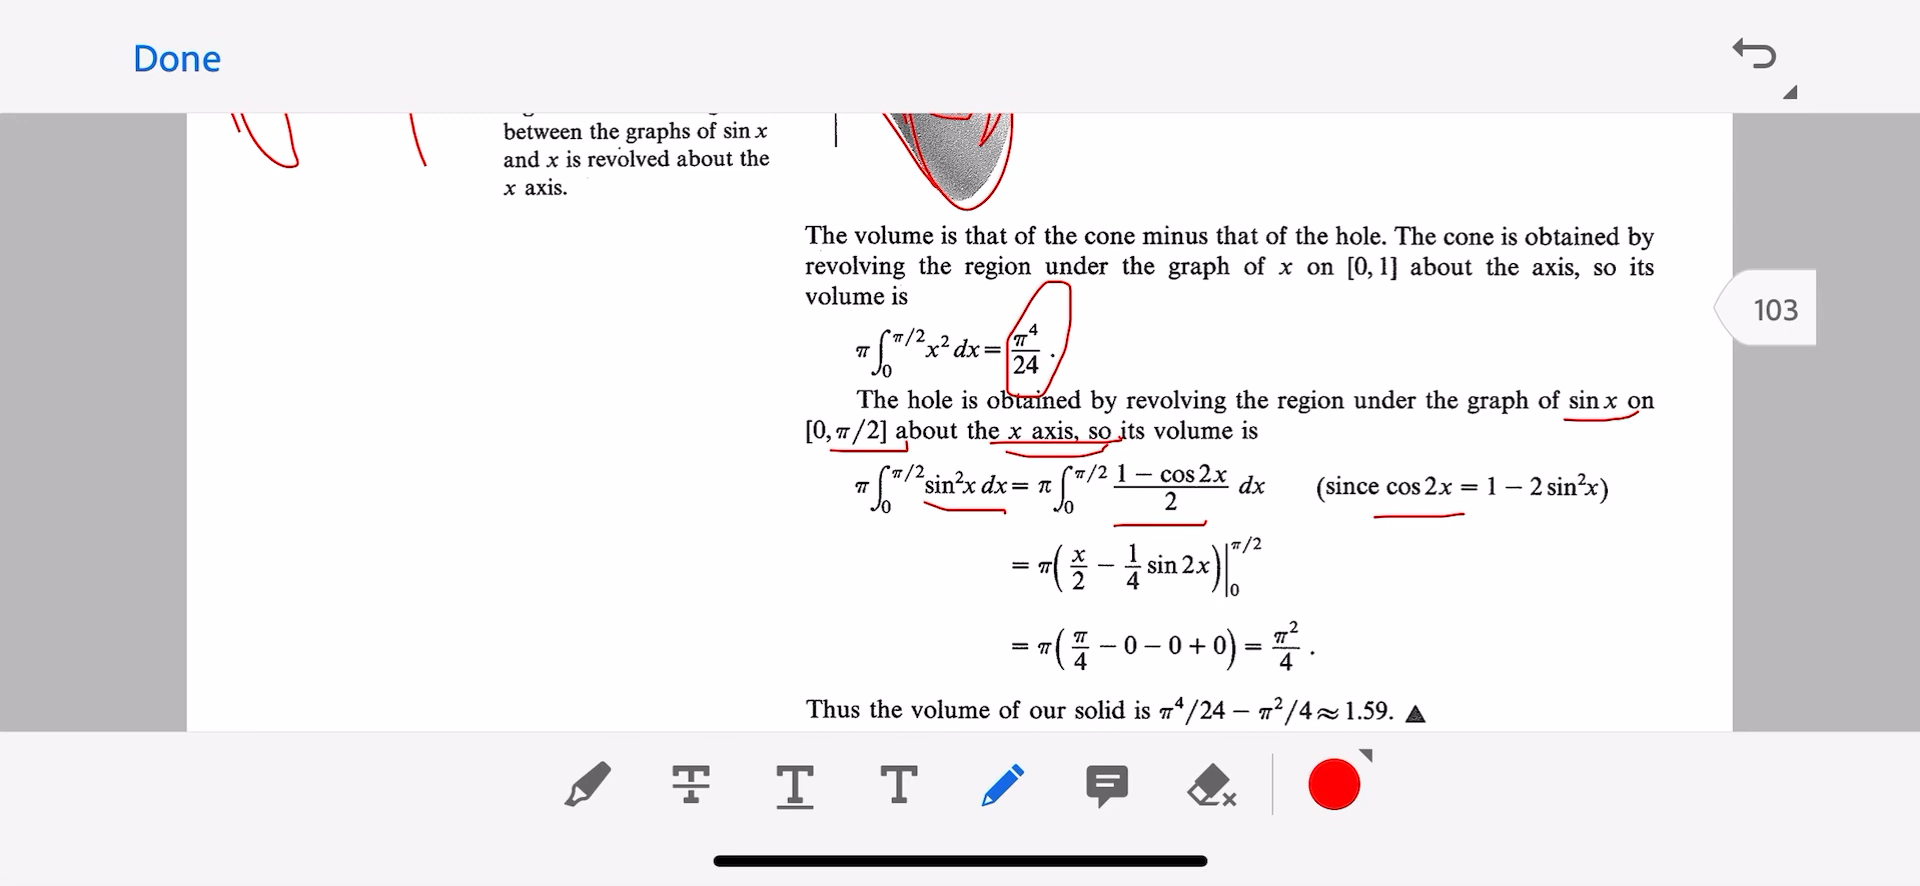 Done
between the graphs of sin x
and x is revolved about the
x axis.
The volume is that of the cone minus that of the hole. The cone is obtained by
revolving the region under the graph of x on [0, 1] about the axis, so its
volume is
π∫₀^{π/2} x² dx = π⁴/24 .
The hole is obtained by revolving the region under the graph of sin x on
[0, π/2] about the x axis, so its volume is
π∫₀^{π/2} sin²x dx = π∫₀^{π/2} (1 − cos 2x)/2 dx (since cos 2x = 1 − 2 sin²x)
= π(x/2 − 1/4 sin 2x)|₀^{π/2}
= π(π/4 − 0 − 0 + 0) = π²/4 .
Thus the volume of our solid is π⁴/24 − π²/4 ≈ 1.59. ▲
103